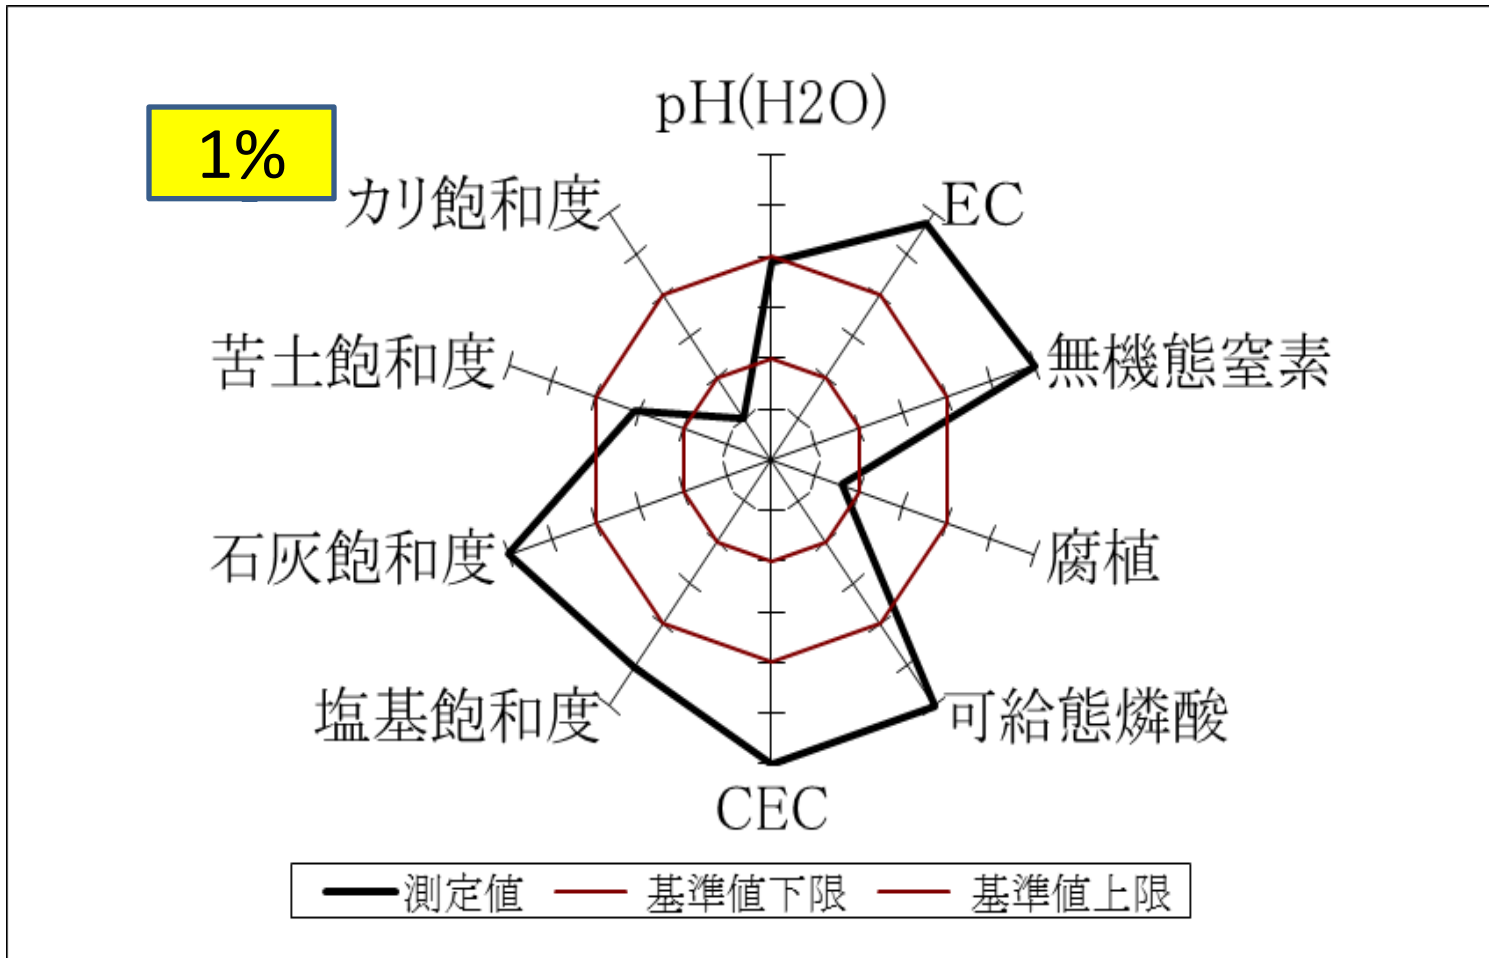 1%
pH(H2O)
EC
無機態窒素
腐植
可給態燐酸
CEC
塩基飽和度
石灰飽和度
苦土飽和度
カリ飽和度
測定値 基準値下限 基準値上限